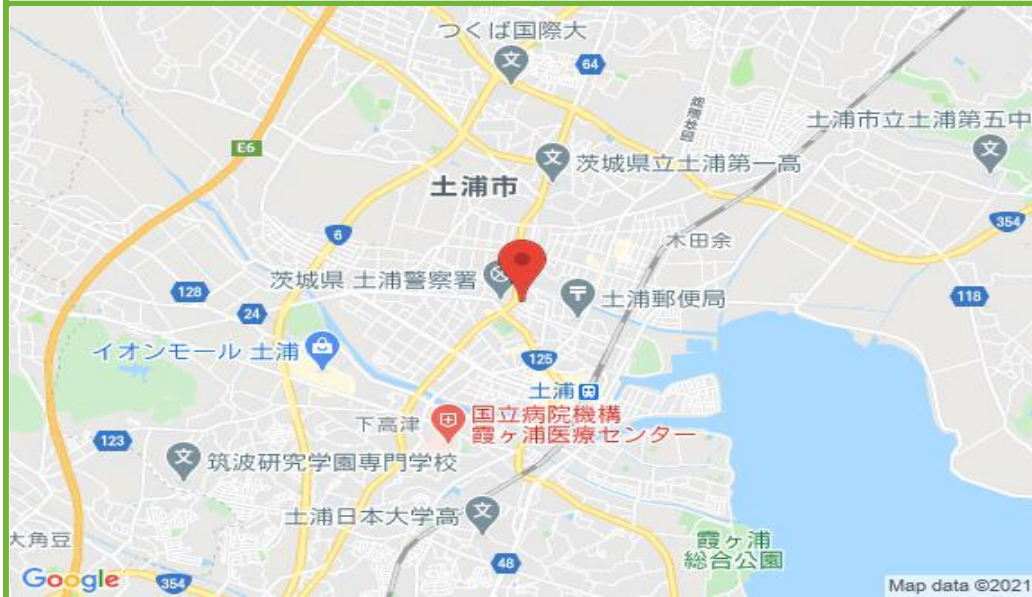 つくば国際大
64
土浦市立土浦第五中
E6
茨城県立土浦第一高
土浦市
354
6
木田余
茨城県 土浦警察署
土浦郵便局
128
118
24
イオンモール 土浦
125
土浦
国立病院機構
霞ヶ浦医療センター
下高津
123
筑波研究学園専門学校
土浦日本大学高
大角豆
霞ヶ浦
総合公園
48
Google
354
Map data ©2021